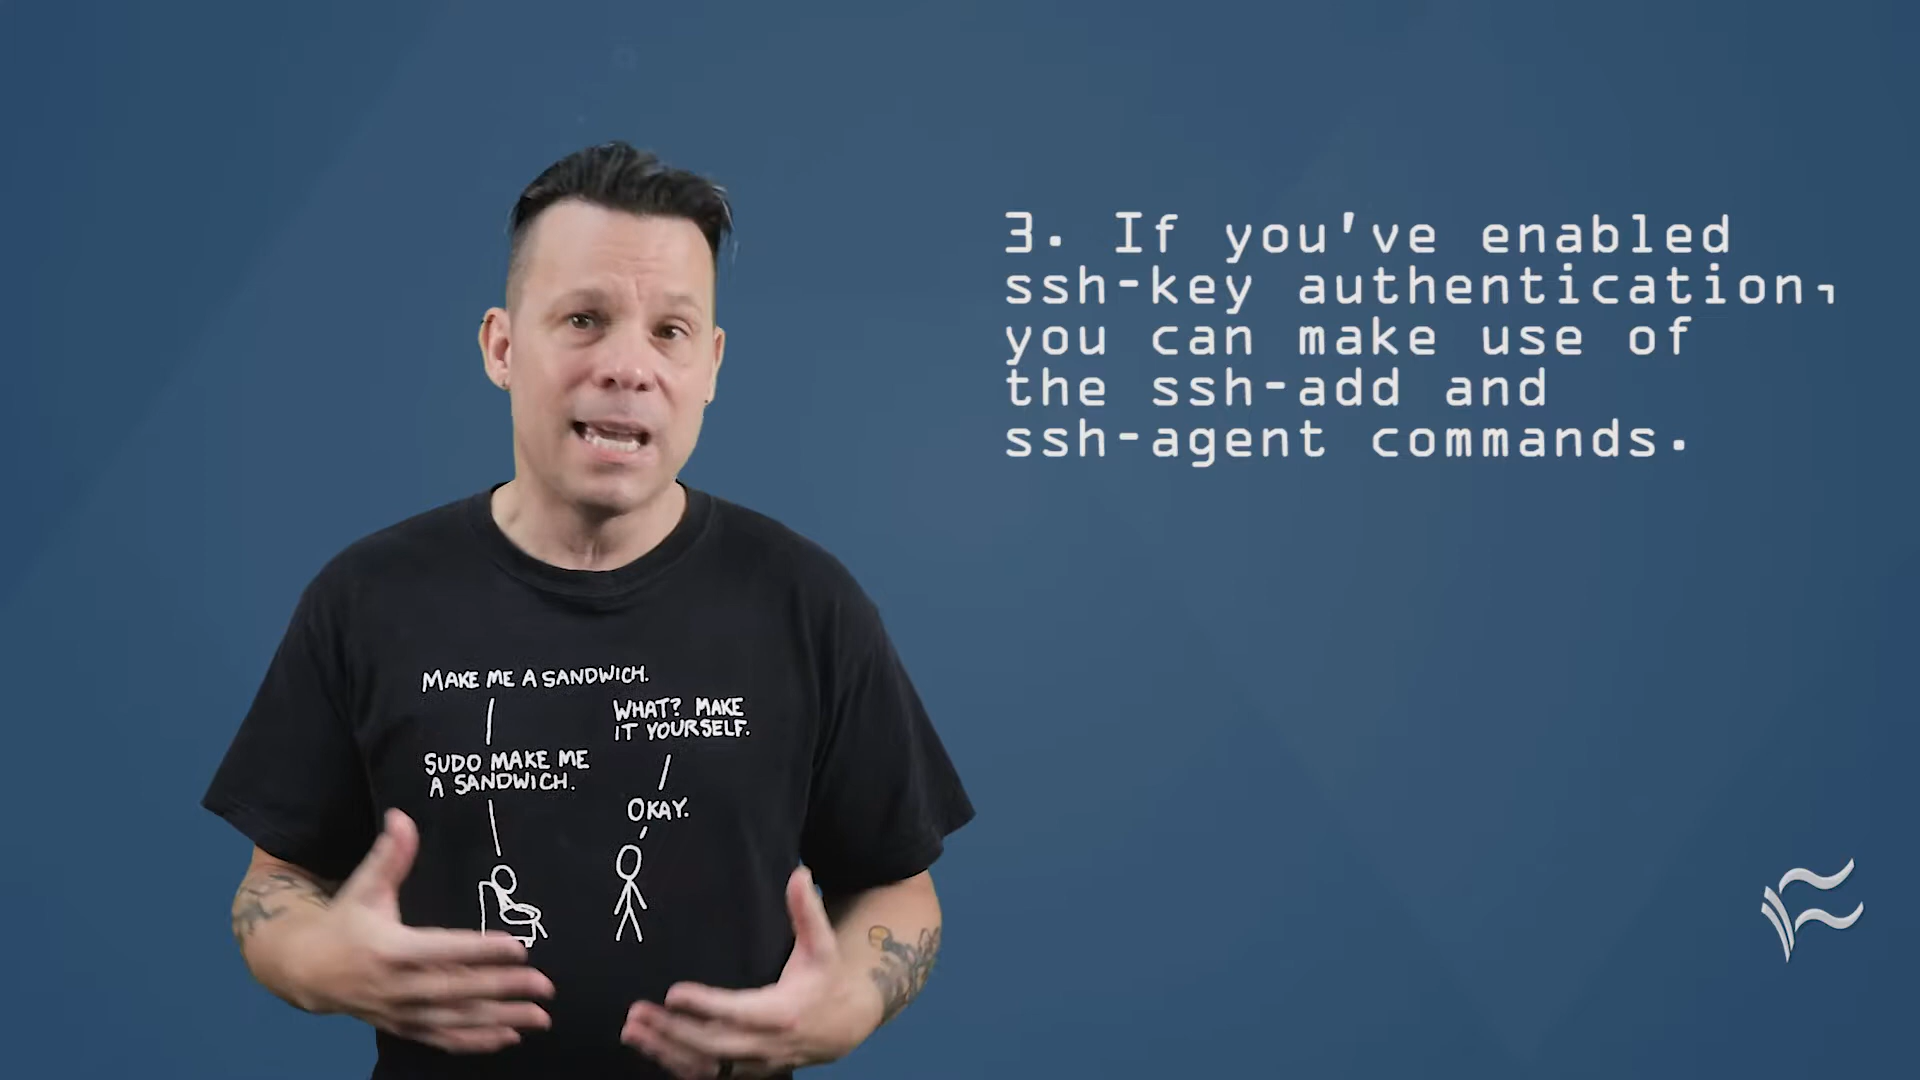 3. If you've enabled
ssh-key authentication,
you can make use of
the ssh-add and
ssh-agent commands.
MAKE ME A SANDWICH.
WHAT? MAKE
IT YOURSELF.
SUDO MAKE ME
A SANDWICH.
OKAY.